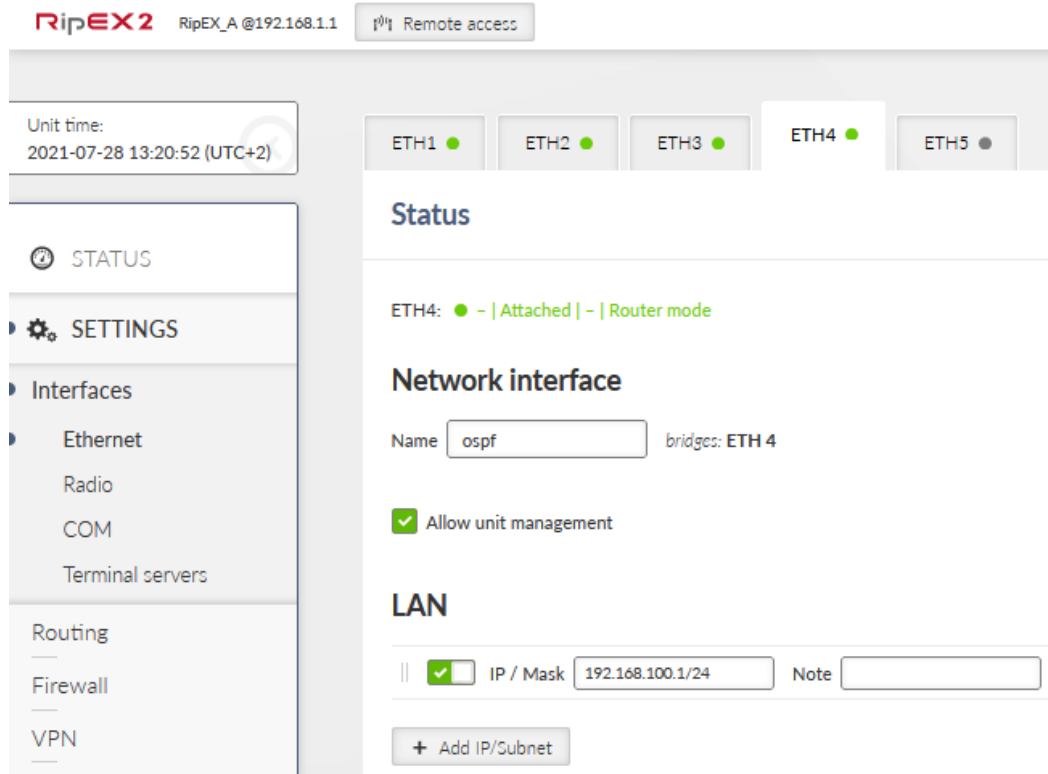 RipEX2 RipEX_A @192.168.1.1 Remote access
Unit time:
2021-07-28 13:20:52 (UTC+2)
ETH1 ETH2 ETH3 ETH4 ETH5
Status
STATUS
ETH4: – | Attached | – | Router mode
SETTINGS
Network interface
Interfaces
Name ospf bridges: ETH 4
Ethernet
Radio
Allow unit management
COM
Terminal servers
LAN
Routing
IP / Mask 192.168.100.1/24 Note
Firewall
VPN
+ Add IP/Subnet